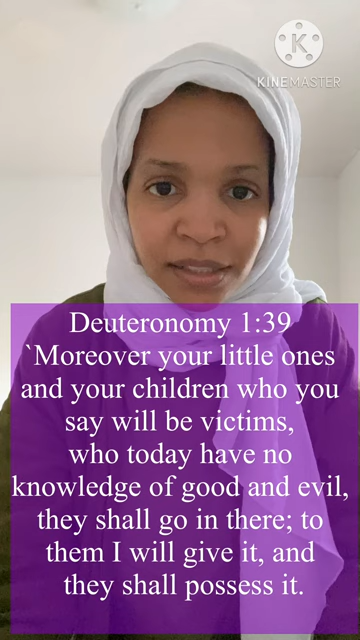 K
KINEMASTER
Deuteronomy 1:39
`Moreover your little ones
and your children who you
say will be victims,
who today have no
knowledge of good and evil,
they shall go in there; to
them I will give it, and
they shall possess it.